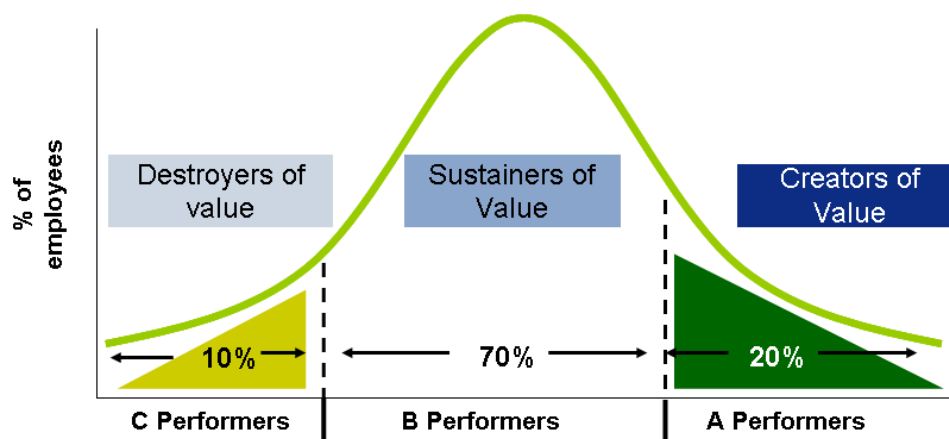 % of
employees
Destroyers of
value
Sustainers of
Value
Creators of
Value
10%
70%
20%
C Performers
B Performers
A Performers